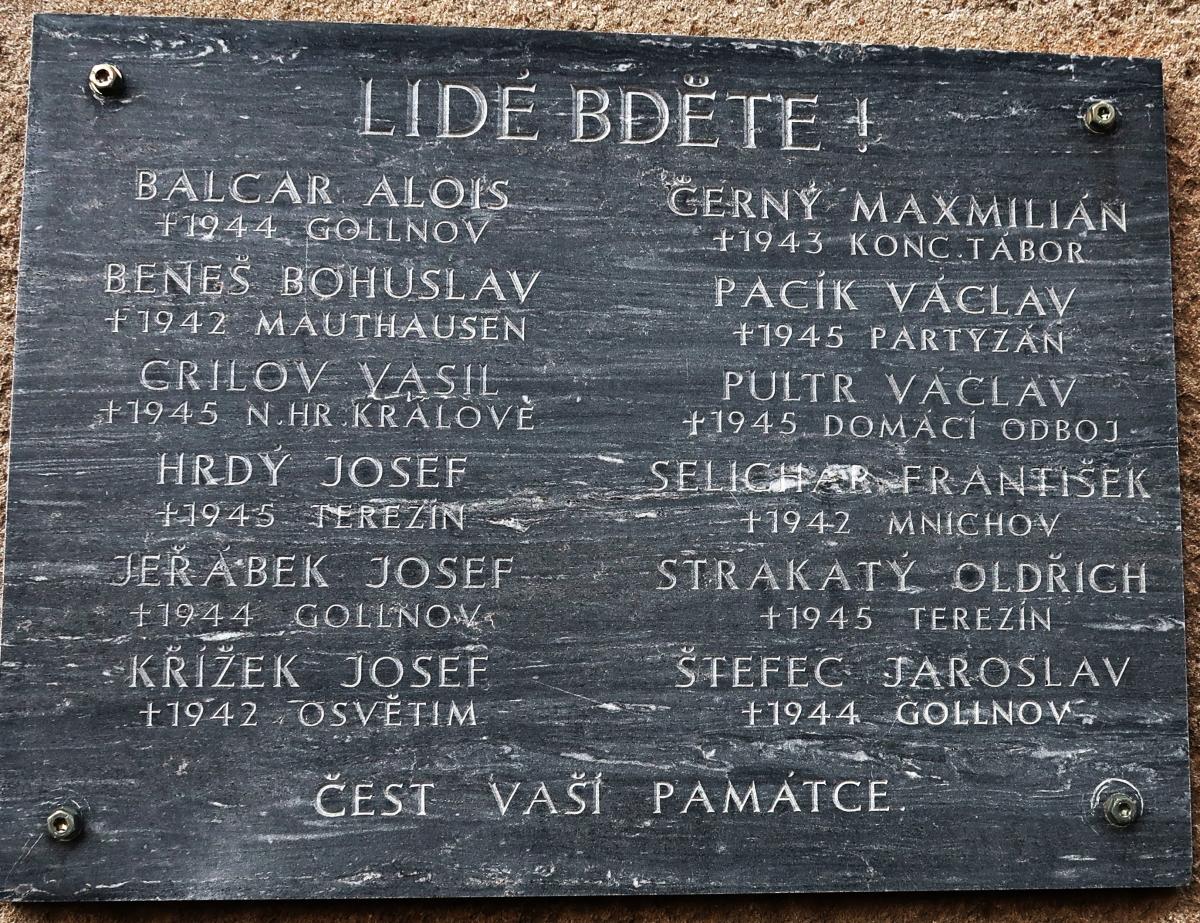 LIDÉ BDĚTE !
BALCAR ALOIS
†1944 GOLLNOV
BENEŠ BOHUSLAV
†1942 MAUTHAUSEN
GRILOV VASIL
†1945 N.HR.KRÁLOVÉ
HRDÝ JOSEF
†1945 TEREZÍN
JEŘÁBEK JOSEF
†1944 GOLLNOV
KŘÍŽEK JOSEF
†1942 OSVĚTIM
ČERNÝ MAXMILIÁN
†1943 KONC.TÁBOR
PACÍK VÁCLAV
†1945 PARTYZÁN
PULTR VÁCLAV
†1945 DOMÁCÍ ODBOJ
SELICHAR FRANTIŠEK
†1942 MNICHOV
STRAKATÝ OLDŘICH
†1945 TEREZÍN
ŠTEFEC JAROSLAV
†1944 GOLLNOV
ČEST VAŠÍ PAMÁTCE.